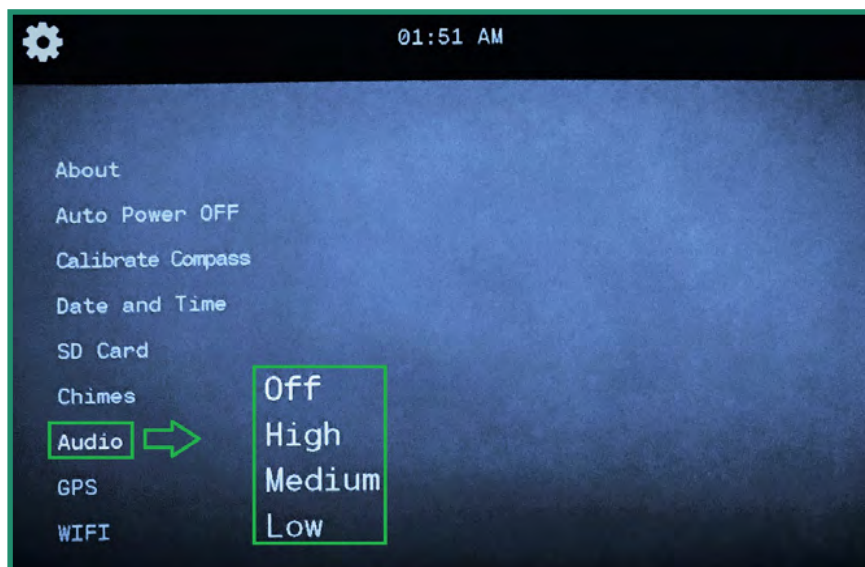 01:51 AM
About
Auto Power OFF
Calibrate Compass
Date and Time
SD Card
Chimes
Audio
GPS
WIFI
Off
High
Medium
Low